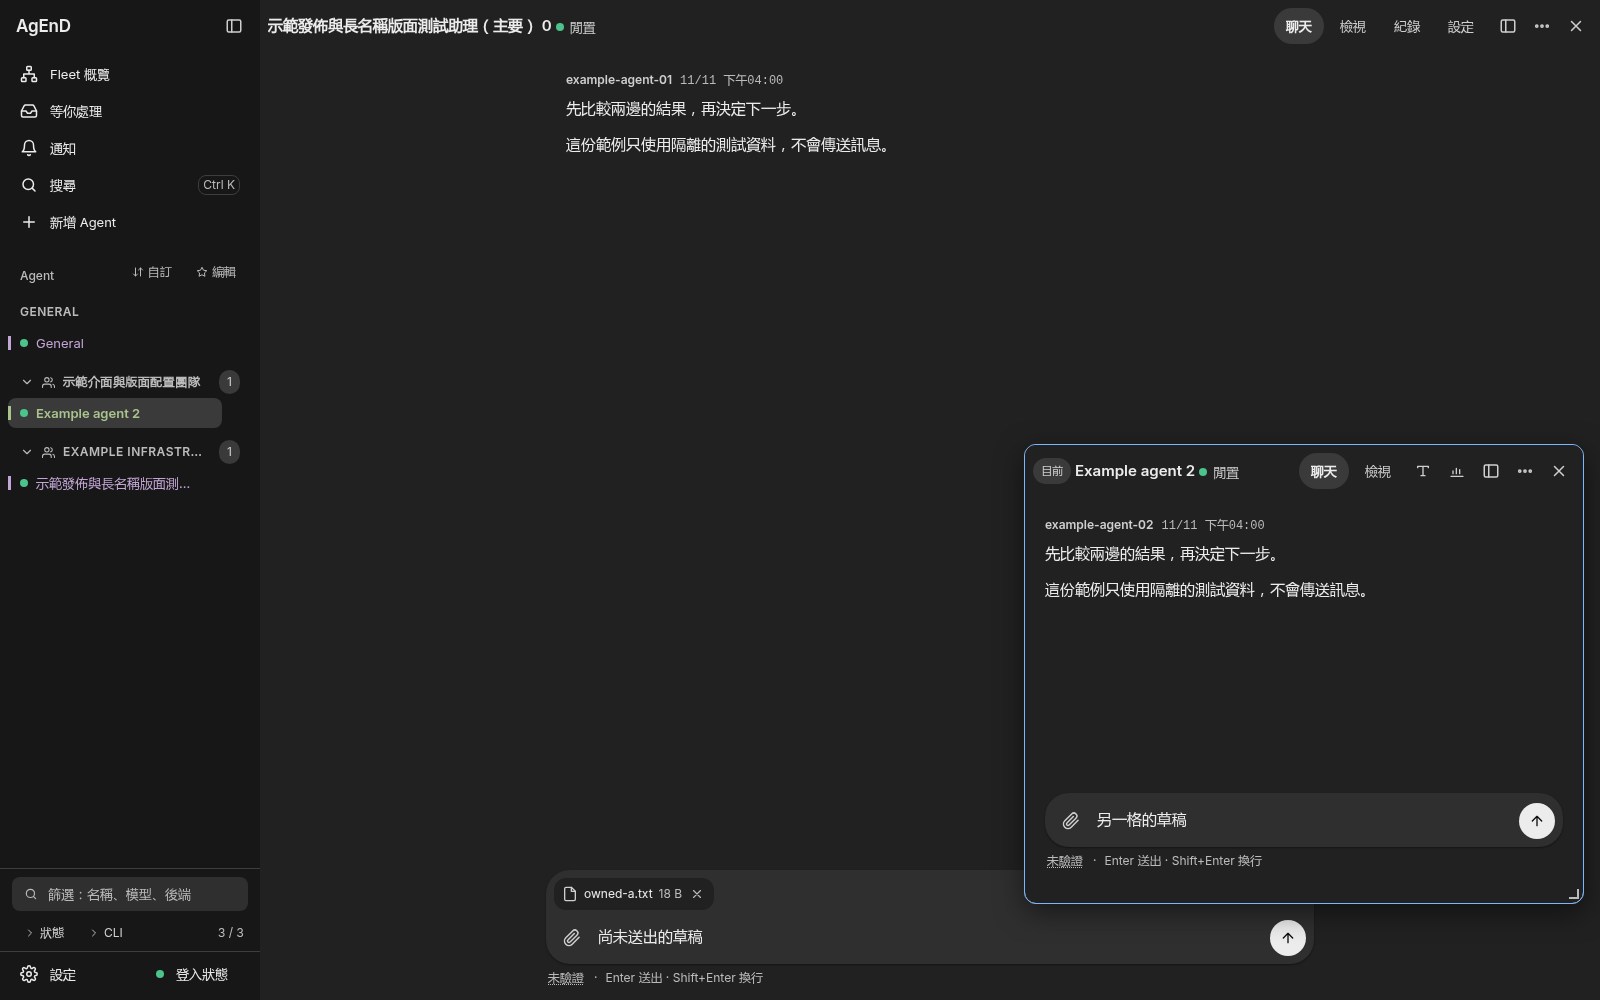 AgEnD
Fleet 概覽
等你處理
通知
搜尋 Ctrl K
新增 Agent
Agent 自訂 編輯
GENERAL
General
示範介面與版面配置團隊 1
Example agent 2
EXAMPLE INFRASTR... 1
示範發佈與長名稱版面測...
篩選：名稱、模型、後端
狀態 CLI 3 / 3
設定 登入狀態
示範發佈與長名稱版面測試助理（主要）0 閒置 聊天 檢視 紀錄 設定
example-agent-01 11/11 下午04:00
先比較兩邊的結果，再決定下一步。
這份範例只使用隔離的測試資料，不會傳送訊息。
owned-a.txt 18 B
尚未送出的草稿
未驗證 · Enter 送出 · Shift+Enter 換行
目前 Example agent 2 閒置 聊天 檢視
example-agent-02 11/11 下午04:00
先比較兩邊的結果，再決定下一步。
這份範例只使用隔離的測試資料，不會傳送訊息。
另一格的草稿
未驗證 · Enter 送出 · Shift+Enter 換行